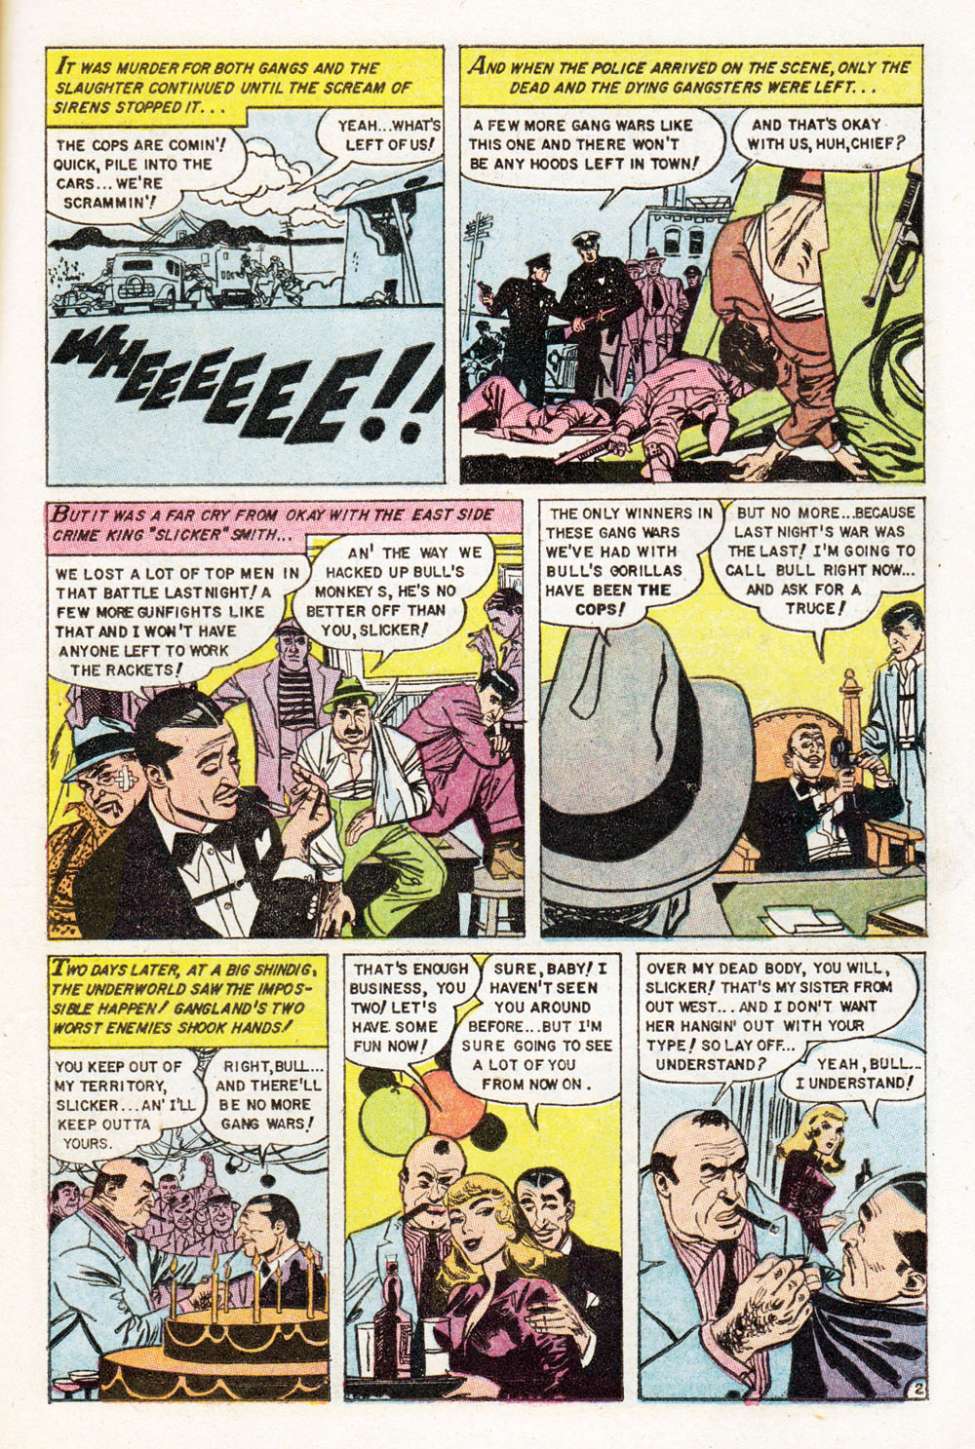 IT WAS MURDER FOR BOTH GANGS AND THE
SLAUGHTER CONTINUED UNTIL THE SCREAM OF
SIRENS STOPPED IT...
THE COPS ARE COMIN'!
QUICK, PILE INTO THE
CARS... WE'RE
SCRAMMIN'!
YEAH...WHAT'S
LEFT OF US!
WHEEEEEEE!!
AND WHEN THE POLICE ARRIVED ON THE SCENE, ONLY THE
DEAD AND THE DYING GANGSTERS WERE LEFT...
A FEW MORE GANG WARS LIKE
THIS ONE AND THERE WON'T
BE ANY HOODS LEFT IN TOWN!
AND THAT'S OKAY
WITH US, HUH, CHIEF?
BUT IT WAS A FAR CRY FROM OKAY WITH THE EAST SIDE
CRIME KING "SLICKER" SMITH...
WE LOST A LOT OF TOP MEN IN
THAT BATTLE LAST NIGHT! A
FEW MORE GUNFIGHTS LIKE
THAT AND I WON'T HAVE
ANYONE LEFT TO WORK
THE RACKETS!
AN' THE WAY WE
HACKED UP BULL'S
MONKEYS, HE'S NO
BETTER OFF THAN
YOU, SLICKER!
THE ONLY WINNERS IN
THESE GANG WARS
WE'VE HAD WITH
BULL'S GORILLAS
HAVE BEEN THE
COPS!
BUT NO MORE...BECAUSE
LAST NIGHT'S WAR WAS
THE LAST! I'M GOING TO
CALL BULL RIGHT NOW...
AND ASK FOR A
TRUCE!
TWO DAYS LATER, AT A BIG SHINDIG,
THE UNDERWORLD SAW THE IMPOS-
SIBLE HAPPEN! GANGLAND'S TWO
WORST ENEMIES SHOOK HANDS!
YOU KEEP OUT OF
MY TERRITORY,
SLICKER...AN' I'LL
KEEP OUTTA
YOURS.
RIGHT, BULL...
AND THERE'LL
BE NO MORE
GANG WARS!
THAT'S ENOUGH
BUSINESS, YOU
TWO! LET'S
HAVE SOME
FUN NOW!
SURE, BABY! I
HAVEN'T SEEN
YOU AROUND
BEFORE...BUT I'M
SURE GOING TO SEE
A LOT OF YOU
FROM NOW ON.
OVER MY DEAD BODY, YOU WILL,
SLICKER! THAT'S MY SISTER FROM
OUT WEST... AND I DON'T WANT
HER HANGIN' OUT WITH YOUR
TYPE! SO LAY OFF...
UNDERSTAND?
YEAH, BULL...
I UNDERSTAND!
2